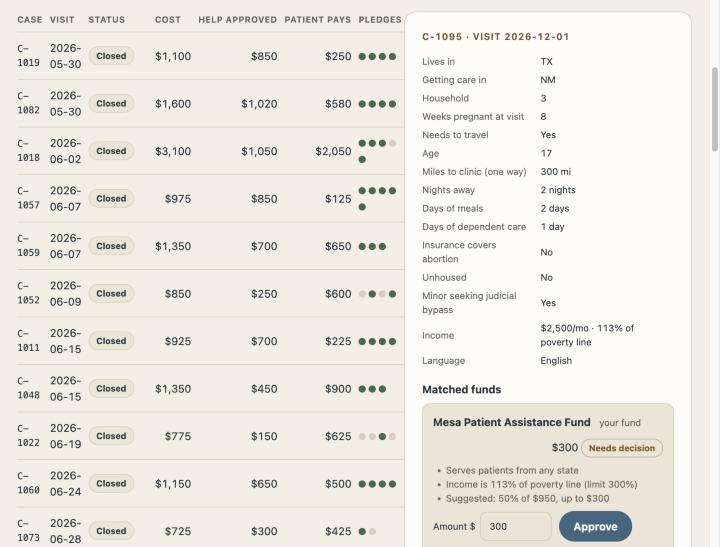 CASE VISIT STATUS COST HELP APPROVED PATIENT PAYS PLEDGES
C-1019 2026-05-30 Closed $1,100 $850 $250
C-1082 2026-05-30 Closed $1,600 $1,020 $580
C-1018 2026-06-02 Closed $3,100 $1,050 $2,050
C-1057 2026-06-07 Closed $975 $850 $125
C-1059 2026-06-07 Closed $1,350 $700 $650
C-1052 2026-06-09 Closed $850 $250 $600
C-1011 2026-06-15 Closed $925 $700 $225
C-1048 2026-06-15 Closed $1,350 $450 $900
C-1022 2026-06-19 Closed $775 $150 $625
C-1060 2026-06-24 Closed $1,150 $650 $500
C-1073 2026-06-28 Closed $725 $300 $425
C-1095 · VISIT 2026-12-01
Lives in TX
Getting care in NM
Household 3
Weeks pregnant at visit 8
Needs to travel Yes
Age 17
Miles to clinic (one way) 300 mi
Nights away 2 nights
Days of meals 2 days
Days of dependent care 1 day
Insurance covers abortion No
Unhoused No
Minor seeking judicial bypass Yes
Income $2,500/mo · 113% of poverty line
Language English
Matched funds
Mesa Patient Assistance Fund your fund
$300 Needs decision
• Serves patients from any state
• Income is 113% of poverty line (limit 300%)
• Suggested: 50% of $950, up to $300
Amount $ 300 Approve